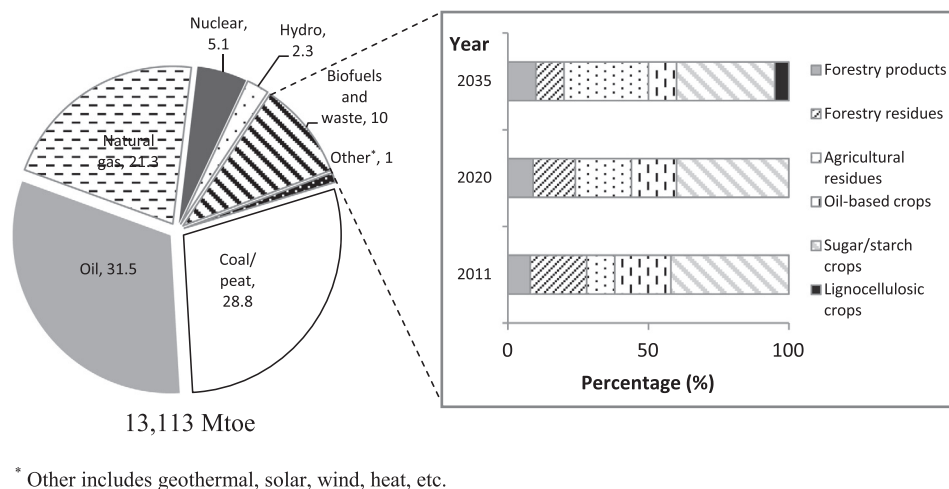 Nuclear,
5.1
Hydro,
2.3
Biofuels
and
waste, 10
Other*, 1
Natural
gas, 21.3
Oil, 31.5
Coal/
peat,
28.8
13,113 Mtoe
* Other includes geothermal, solar, wind, heat, etc.
Year
2035
2020
2011
0
50
100
Percentage (%)
Forestry products
Forestry residues
Agricultural
residues
Oil-based crops
Sugar/starch
crops
Lignocellulosic
crops